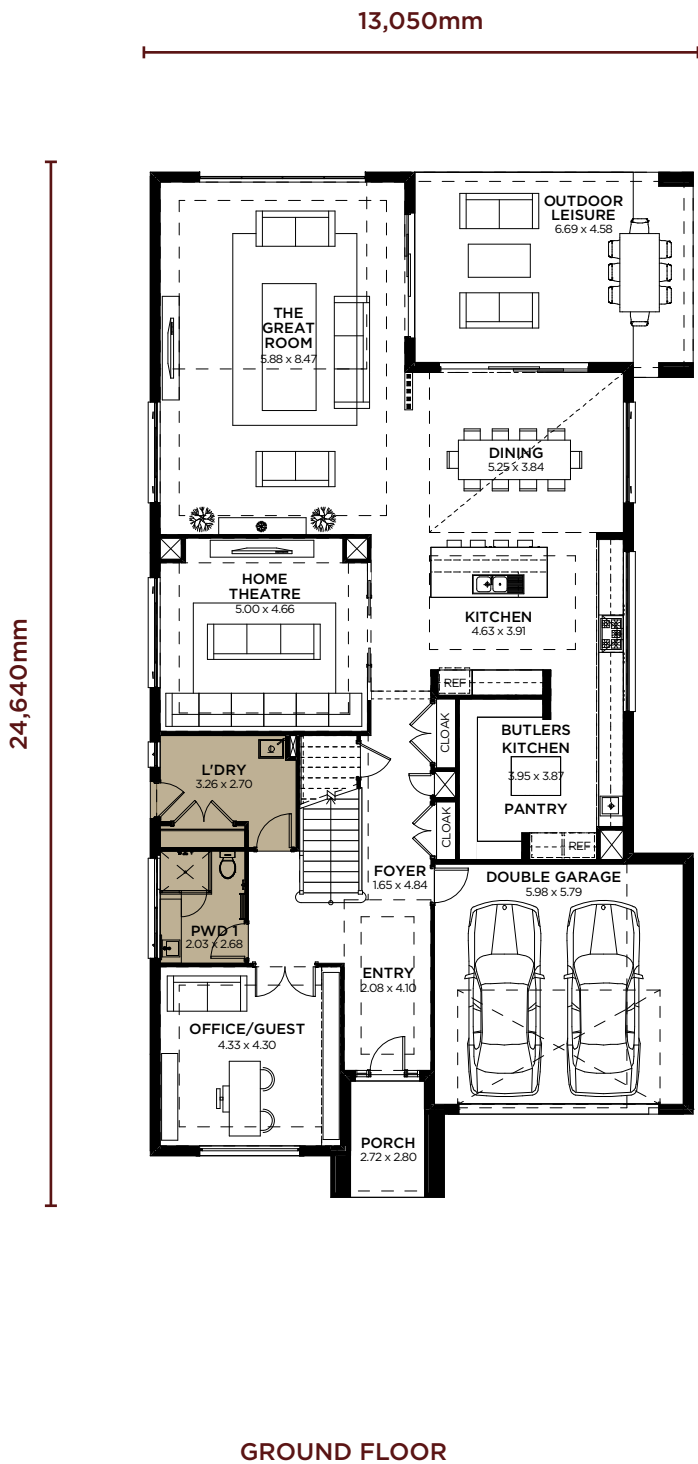 13,050mm
24,640mm
OUTDOOR
LEISURE
6.69 x 4.58
THE
GREAT
ROOM
5.88 x 8.47
DINING
5.25 x 3.84
HOME
THEATRE
5.00 x 4.66
KITCHEN
4.63 x 3.91
REF
CLOAK
BUTLERS
KITCHEN
3.95 x 3.87
PANTRY
L'DRY
3.26 x 2.70
CLOAK
REF
FOYER
1.65 x 4.84
DOUBLE GARAGE
5.98 x 5.79
PWD 1
2.03 x 2.68
ENTRY
2.08 x 4.10
OFFICE/GUEST
4.33 x 4.30
PORCH
2.72 x 2.80
GROUND FLOOR